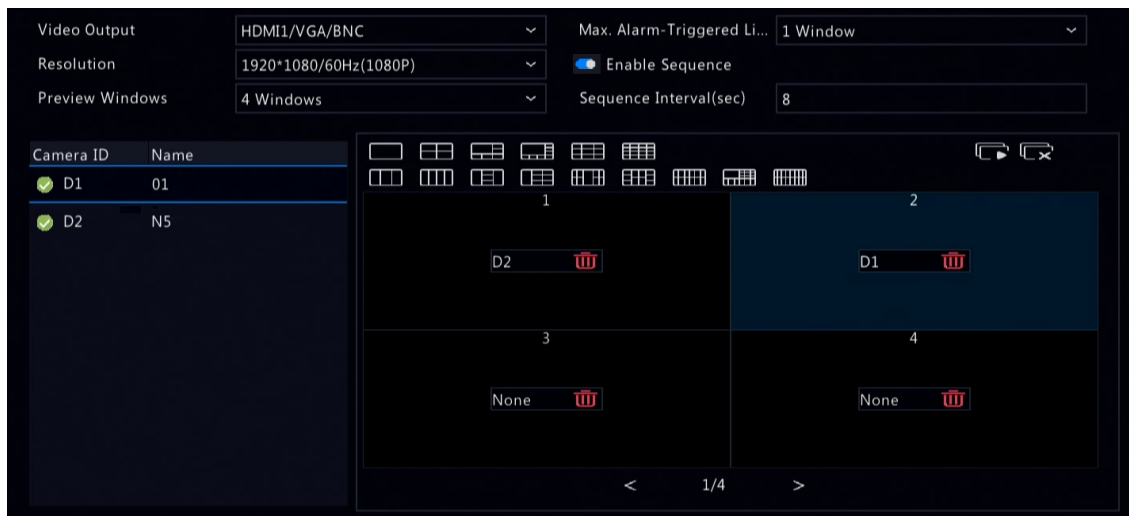 Video Output
HDMI1/VGA/BNC
Max. Alarm-Triggered Li...
1 Window
Resolution
1920*1080/60Hz(1080P)
Enable Sequence
Preview Windows
4 Windows
Sequence Interval(sec)
8
Camera ID
Name
D1
01
D2
N5
1
D2
2
D1
3
None
4
None
<
1/4
>